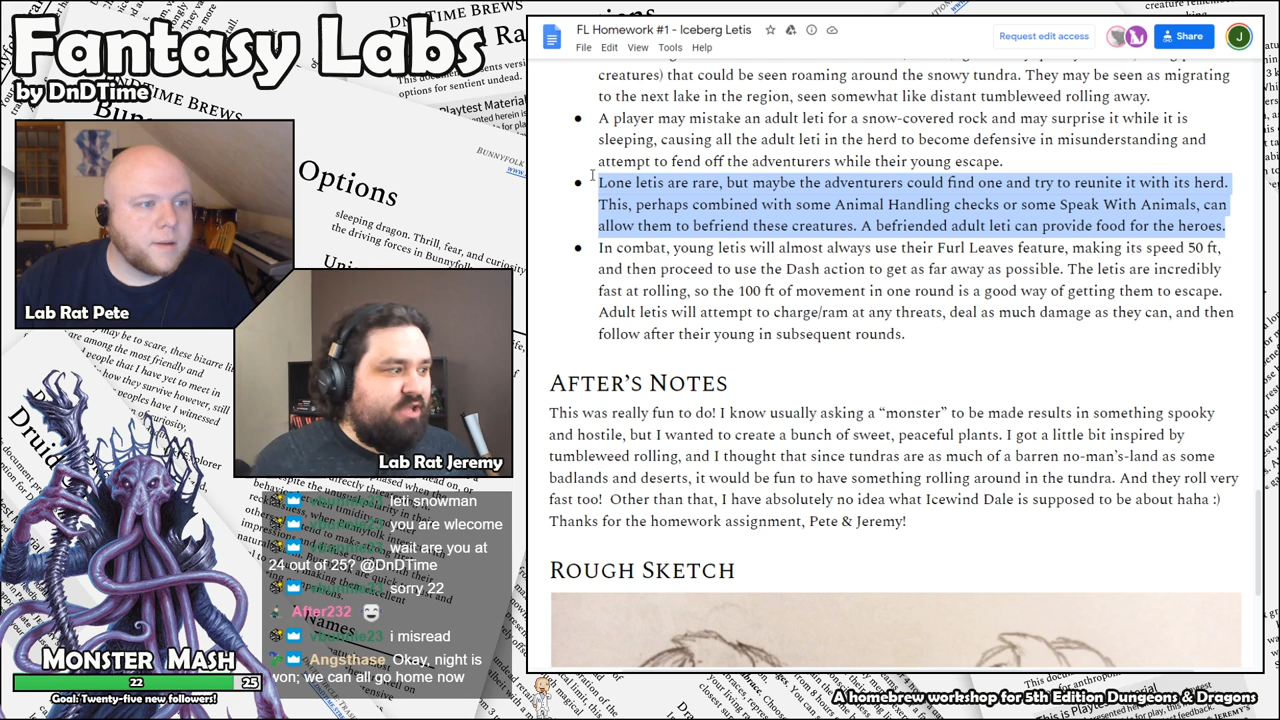 Fantasy Labs
by DnDTime
DND TIME BREWS
Options
sleeping dragon. Thrill, fear, and curiosity
the driving forces in Bunnyfolk
Lab Rat Pete
Lab Rat Jeremy
leti snowman
you are wlecome
wait are you at
24 out of 25? @DnDTime
sorry 22
After232
i misread
Angsthase Okay, night is
won; we can all go home now
Names
Monster Mash
22
25
Goal: Twenty-five new followers!
FL Homework #1 - Iceberg Letis
File Edit View Tools Help
Request edit access
Share
J
creatures) that could be seen roaming around the snowy tundra. They may be seen as migrating
to the next lake in the region, seen somewhat like distant tumbleweed rolling away.
● A player may mistake an adult leti for a snow-covered rock and may surprise it while it is
sleeping, causing all the adult leti in the herd to become defensive in misunderstanding and
attempt to fend off the adventurers while their young escape.
● Lone letis are rare, but maybe the adventurers could find one and try to reunite it with its herd.
This, perhaps combined with some Animal Handling checks or some Speak With Animals, can
allow them to befriend these creatures. A befriended adult leti can provide food for the heroes.
● In combat, young letis will almost always use their Furl Leaves feature, making its speed 50 ft,
and then proceed to use the Dash action to get as far away as possible. The letis are incredibly
fast at rolling, so the 100 ft of movement in one round is a good way of getting them to escape.
Adult letis will attempt to charge/ram at any threats, deal as much damage as they can, and then
follow after their young in subsequent rounds.
After's Notes
This was really fun to do! I know usually asking a “monster” to be made results in something spooky
and hostile, but I wanted to create a bunch of sweet, peaceful plants. I got a little bit inspired by
tumbleweed rolling, and I thought that since tundras are as much of a barren no-man's-land as some
badlands and deserts, it would be fun to have something rolling around in the tundra. And they roll very
fast too!  Other than that, I have absolutely no idea what Icewind Dale is supposed to be about haha :)
Thanks for the homework assignment, Pete & Jeremy!
Rough Sketch
A homebrew workshop for 5th Edition Dungeons & Dragons